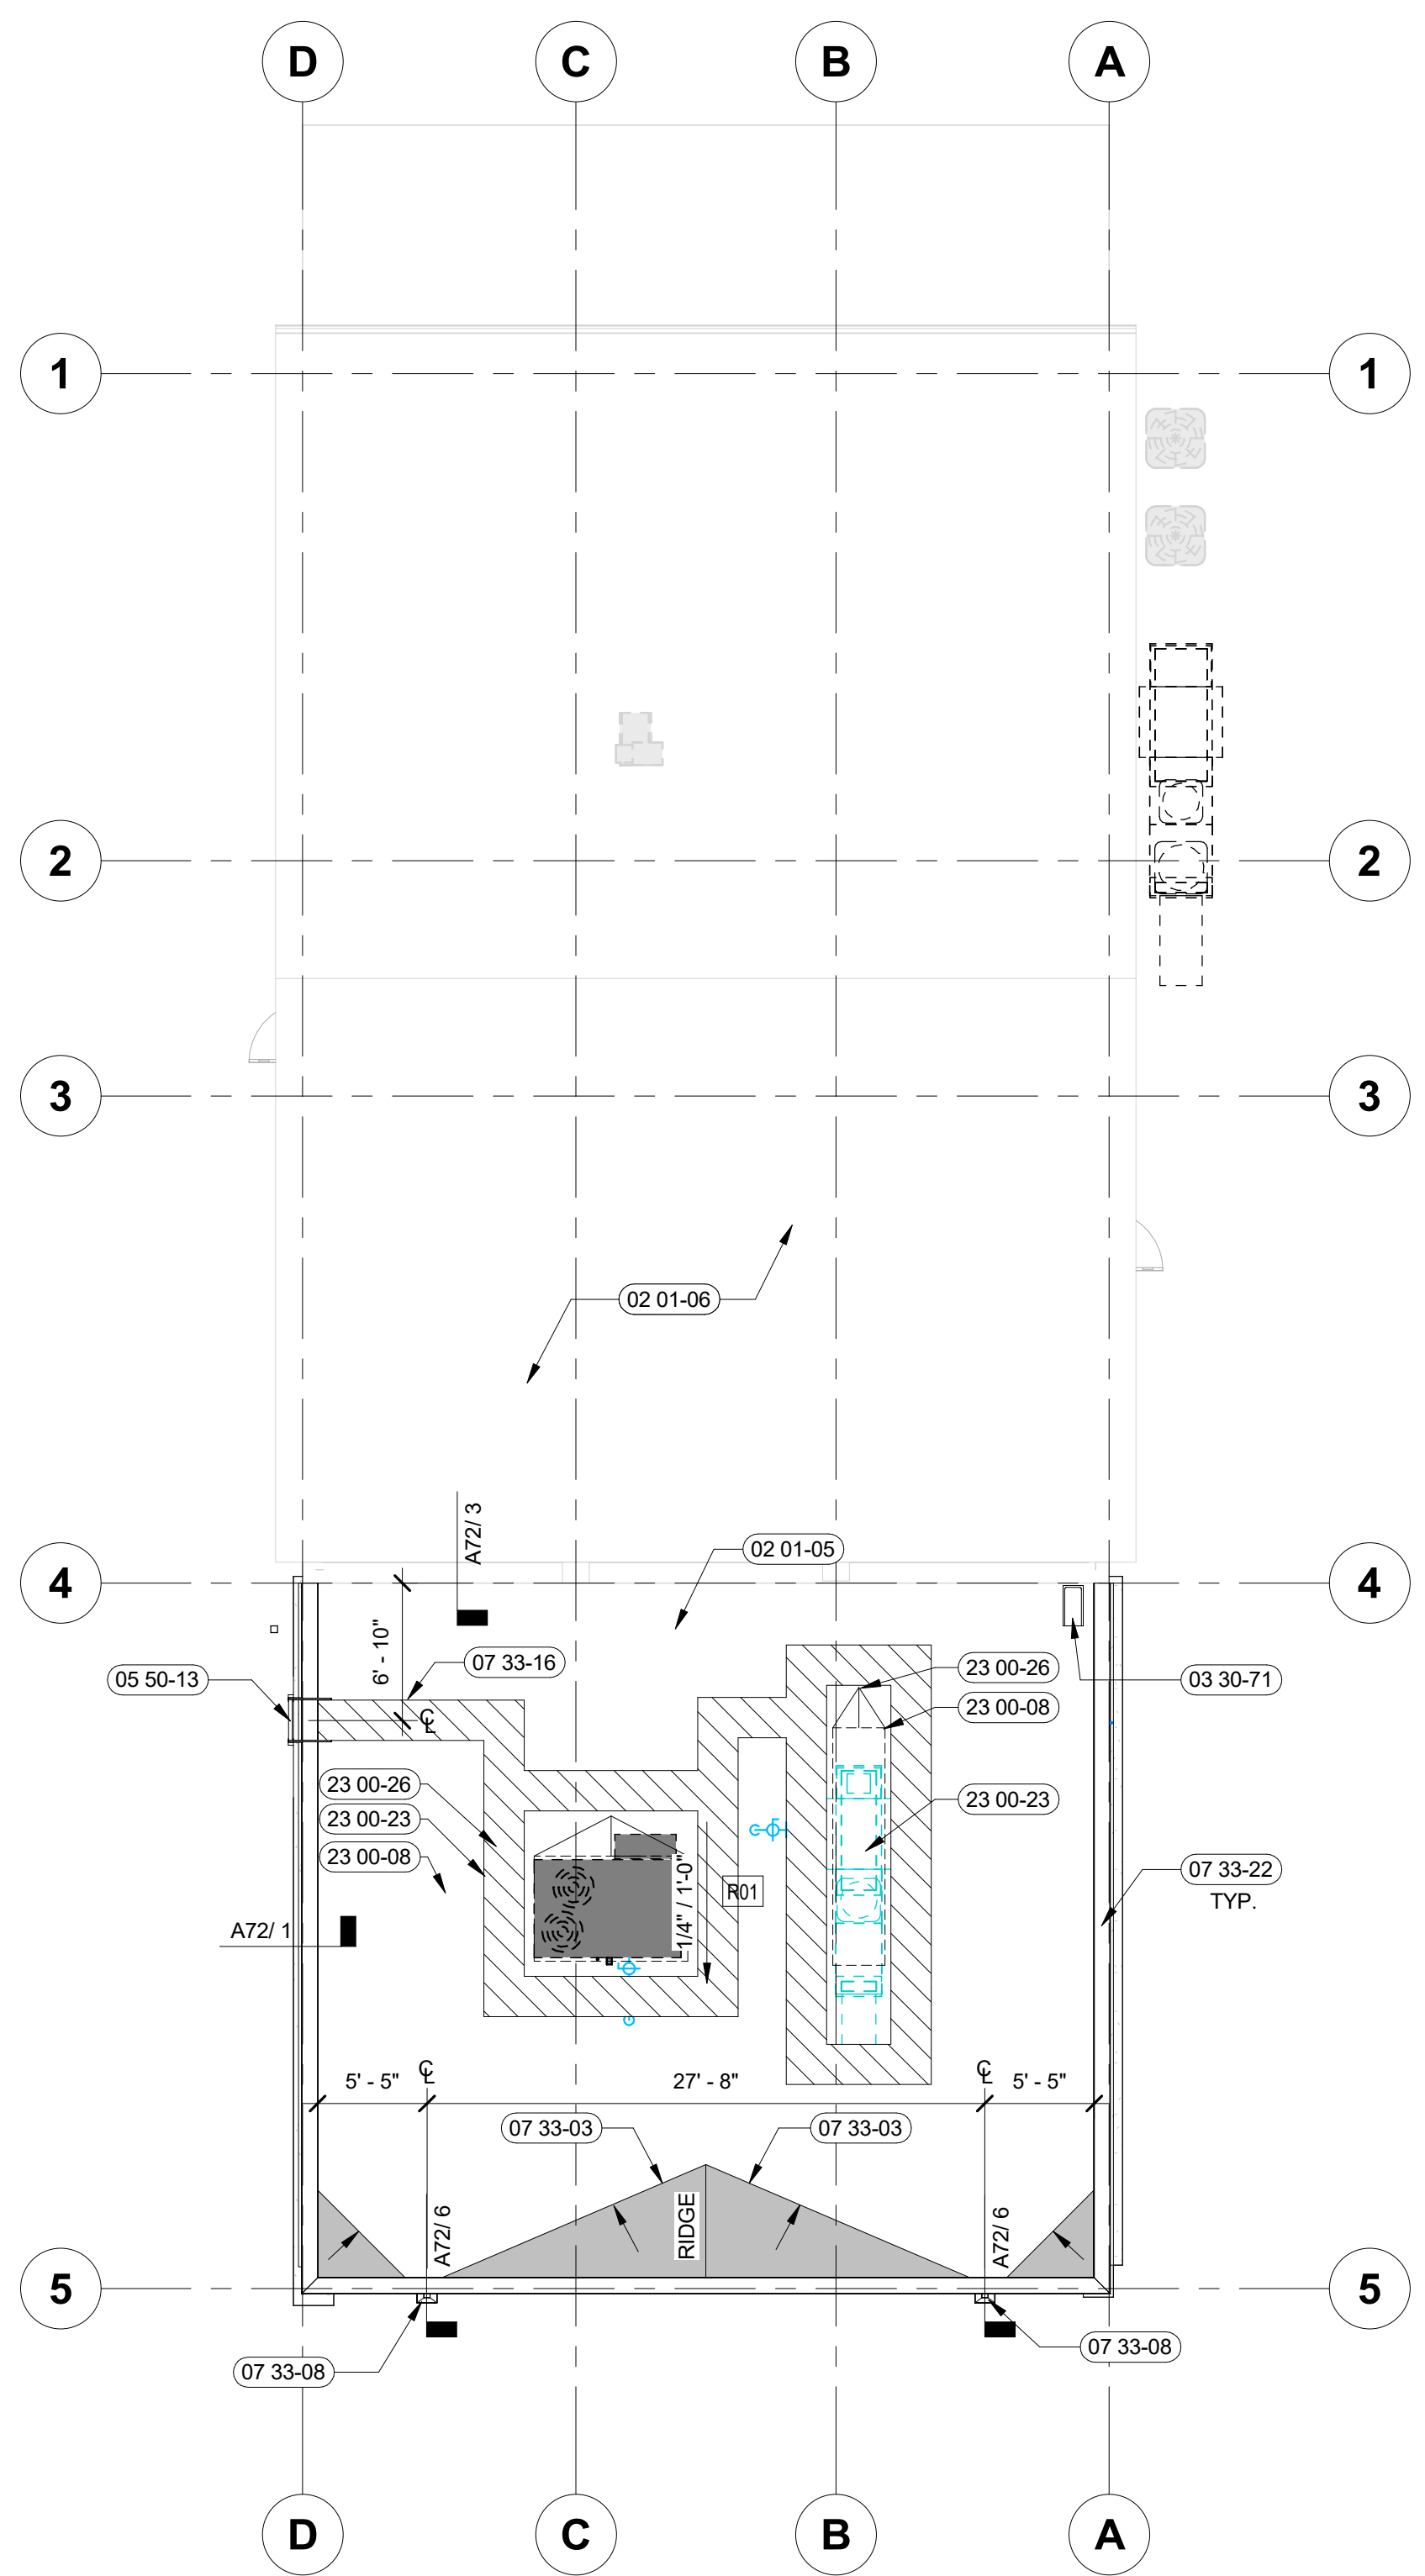 D C B A
1 1
2 2
3 3
02 01-06
A72/ 3
02 01-05
4 4
6' - 10"
07 33-16
23 00-26
05 50-13
03 30-71
23 00-08
℄
23 00-26
23 00-23
23 00-23
23 00-08
07 33-22
TYP.
1/4" / 1'-0"
R01
A72/ 1
℄ ℄
5' - 5" 27' - 8" 5' - 5"
07 33-03 07 33-03
RIDGE
A72/ 6 A72/ 6
5 5
07 33-08
07 33-08
D C B A